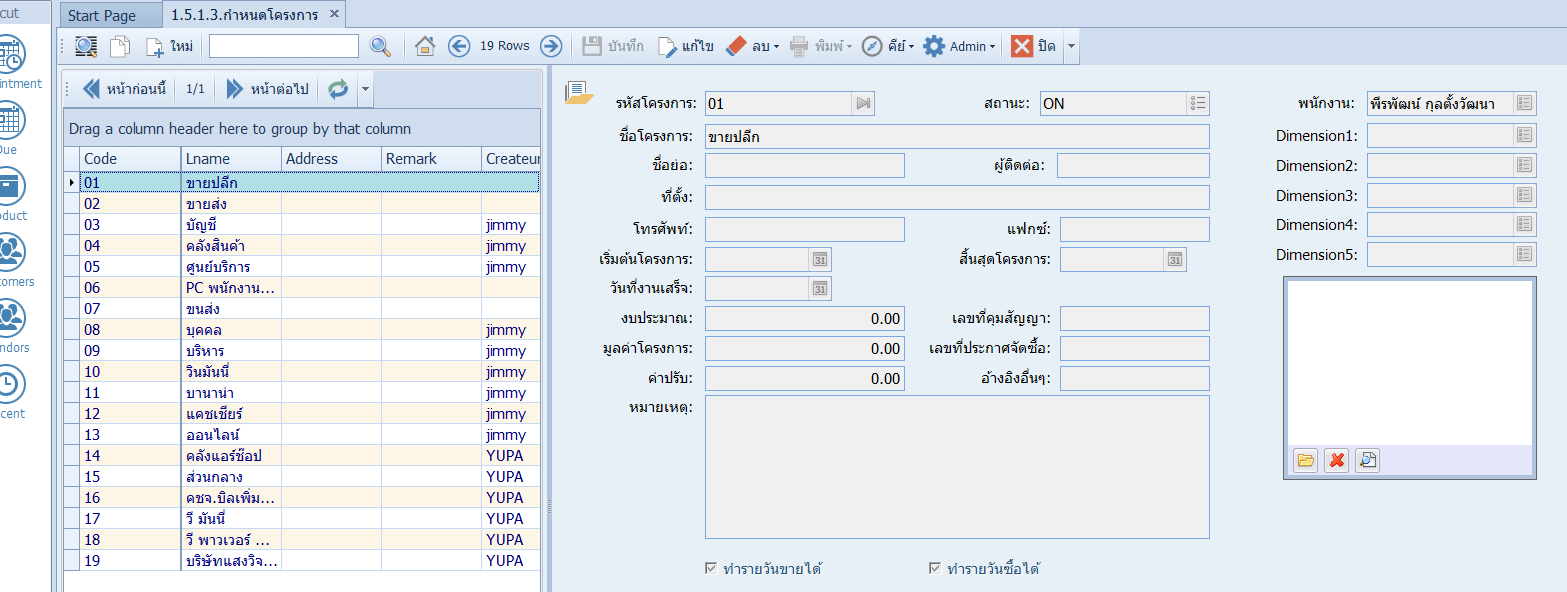 cut
Start Page
1.5.1.3.กำหนดโครงการ
ใหม่
19 Rows
บันทึก
แก้ไข
ลบ
พิมพ์
คีย์
Admin
ปิด
intment
Due
oduct
tomers
ndors
cent
หน้าก่อนนี้
1/1
หน้าต่อไป
Drag a column header here to group by that column
Code Lname Address Remark Createur
01 ขายปลีก
02 ขายส่ง
03 บัญชี jimmy
04 คลังสินค้า jimmy
05 ศูนย์บริการ jimmy
06 PC พนักงาน...
07 ขนส่ง
08 บุคคล jimmy
09 บริหาร jimmy
10 วินมันนี่ jimmy
11 บานาน่า jimmy
12 แคชเชียร์ jimmy
13 ออนไลน์ jimmy
14 คลังแอร์ช๊อป YUPA
15 ส่วนกลาง YUPA
16 คชจ.บิลเพิ่ม... YUPA
17 วี มันนี่ YUPA
18 วี พาวเวอร์ ... YUPA
19 บริษัทแสงวิจ... YUPA
รหัสโครงการ: 01 สถานะ: ON
ชื่อโครงการ: ขายปลีก
ชื่อย่อ: ผู้ติดต่อ:
ที่ตั้ง:
โทรศัพท์: แฟกซ์:
เริ่มต้นโครงการ: 31 สิ้นสุดโครงการ: 31
วันที่งานเสร็จ: 31
งบประมาณ: 0.00 เลขที่คุมสัญญา:
มูลค่าโครงการ: 0.00 เลขที่ประกาศจัดซื้อ:
ค่าปรับ: 0.00 อ้างอิงอื่นๆ:
หมายเหตุ:
ทำรายวันขายได้ ทำรายวันซื้อได้
พนักงาน: พีรพัฒน์ กุลตั้งวัฒนา
Dimension1:
Dimension2:
Dimension3:
Dimension4:
Dimension5: